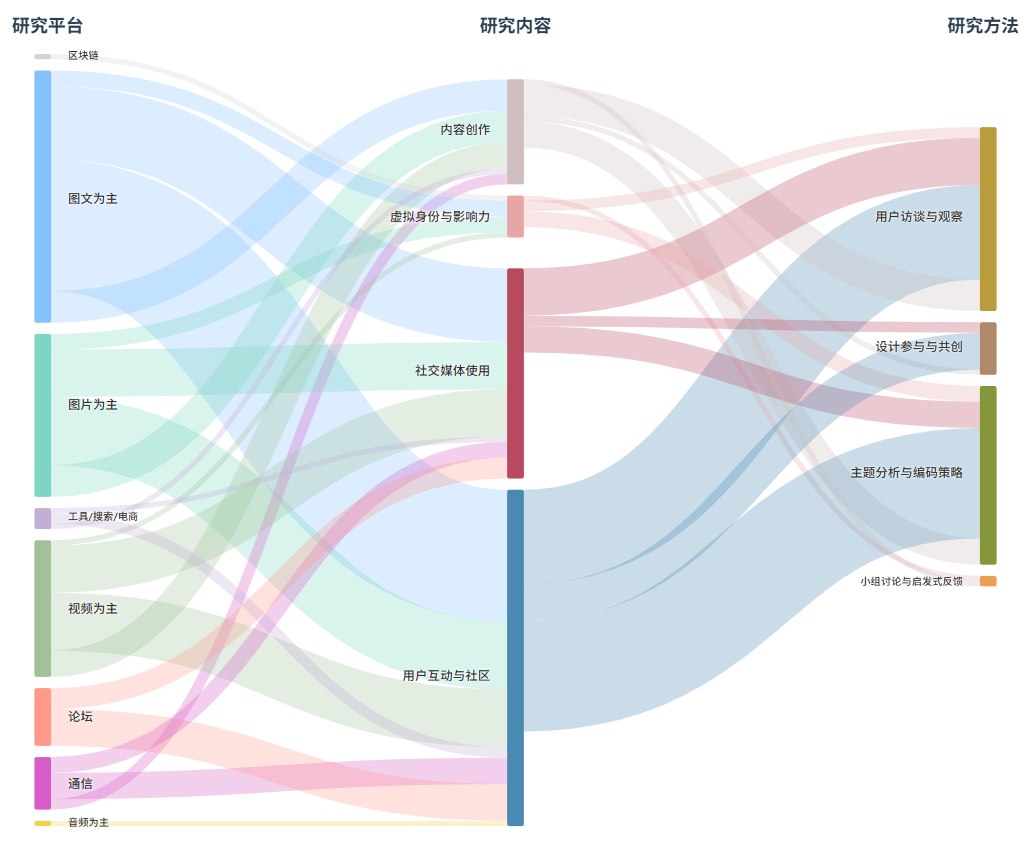 研究平台
研究内容
研究方法
区块链
图文为主
图片为主
工具/搜索/电商
视频为主
论坛
通信
音频为主
内容创作
虚拟身份与影响力
社交媒体使用
用户互动与社区
用户访谈与观察
设计参与与共创
主题分析与编码策略
小组讨论与启发式反馈